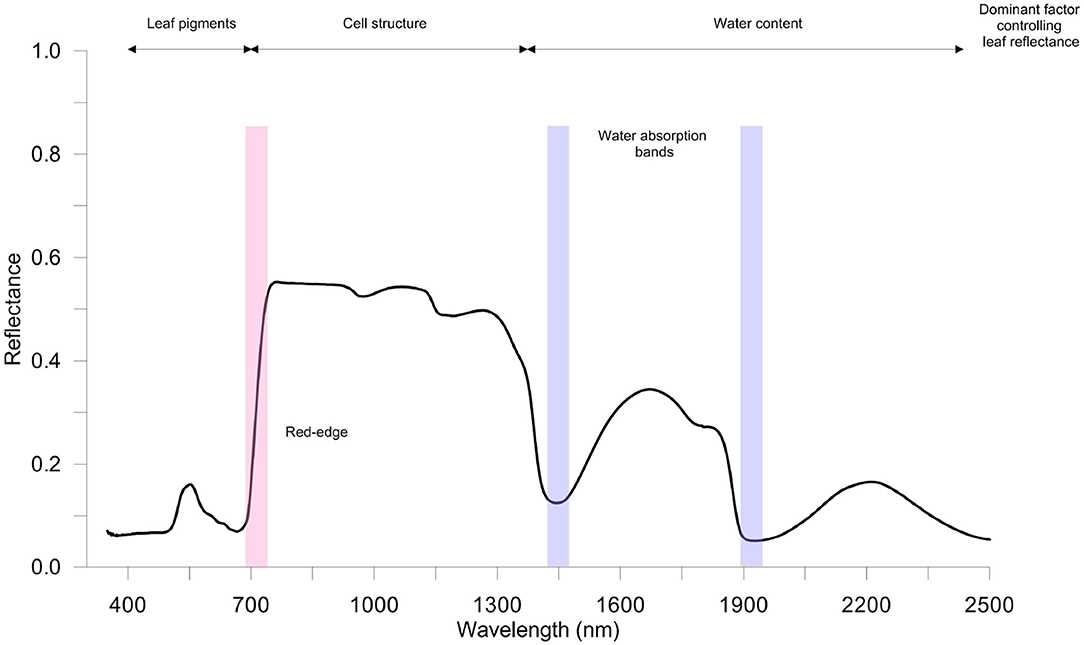 Leaf pigments
Cell structure
Water content
Dominant factor
controlling
leaf reflectance
1.0
0.8
0.6
0.4
0.2
0.0
Reflectance
Water absorption
bands
Red-edge
400
700
1000
1300
1600
1900
2200
2500
Wavelength (nm)